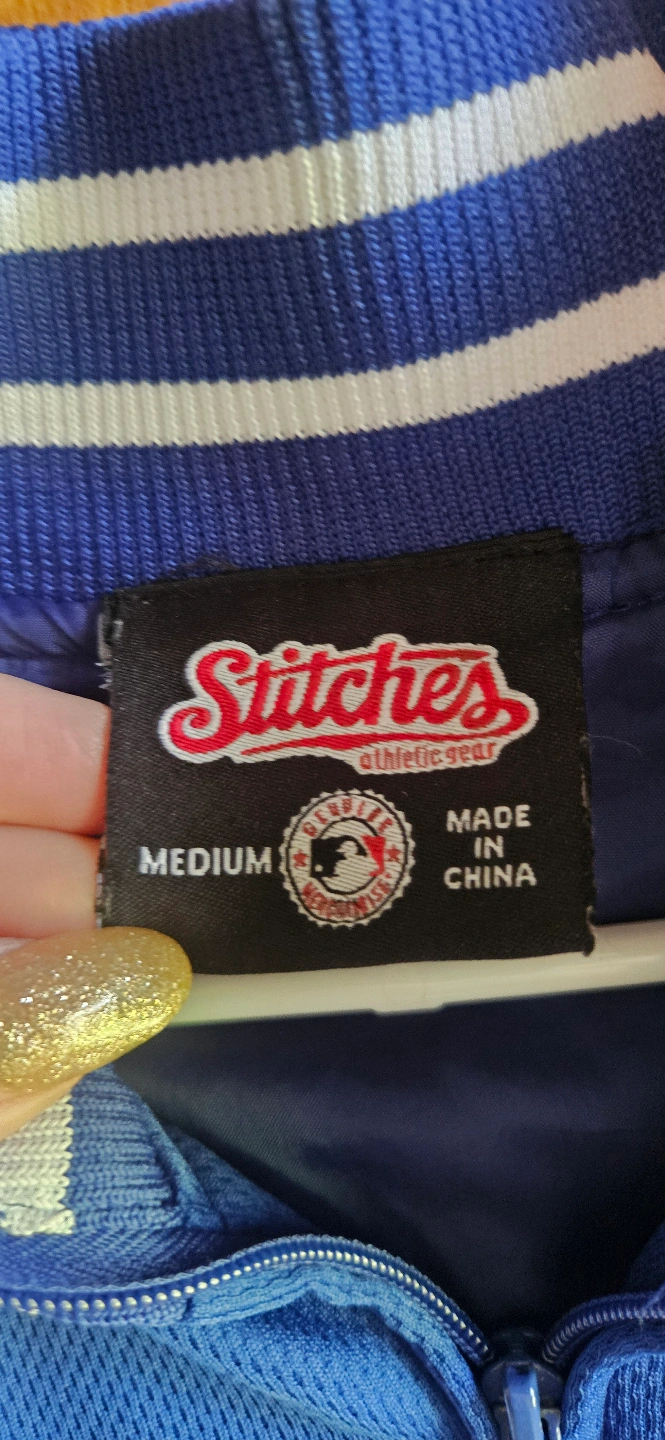 Stitches
athletic gear
MEDIUM
GENUINE
MERCHANDISE
MADE
IN
CHINA